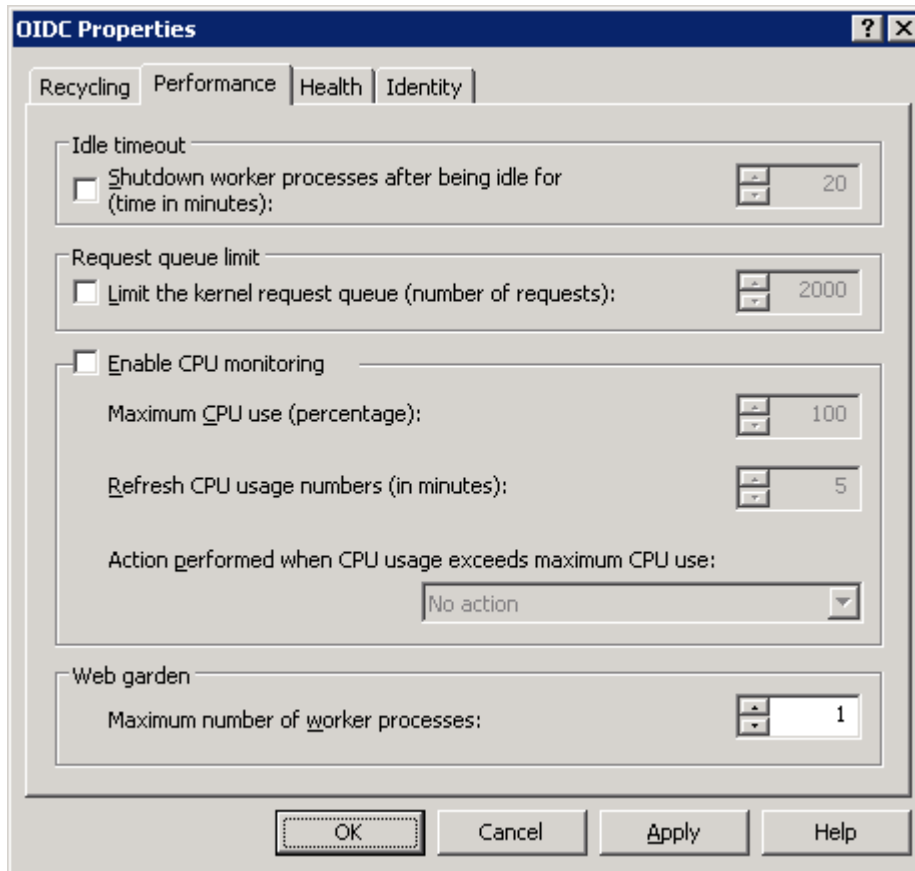 OIDC Properties
Recycling Performance Health Identity
Idle timeout
Shutdown worker processes after being idle for
(time in minutes):
20
Request queue limit
Limit the kernel request queue (number of requests):
2000
Enable CPU monitoring
Maximum CPU use (percentage):
100
Refresh CPU usage numbers (in minutes):
5
Action performed when CPU usage exceeds maximum CPU use:
No action
Web garden
Maximum number of worker processes:
1
OK Cancel Apply Help